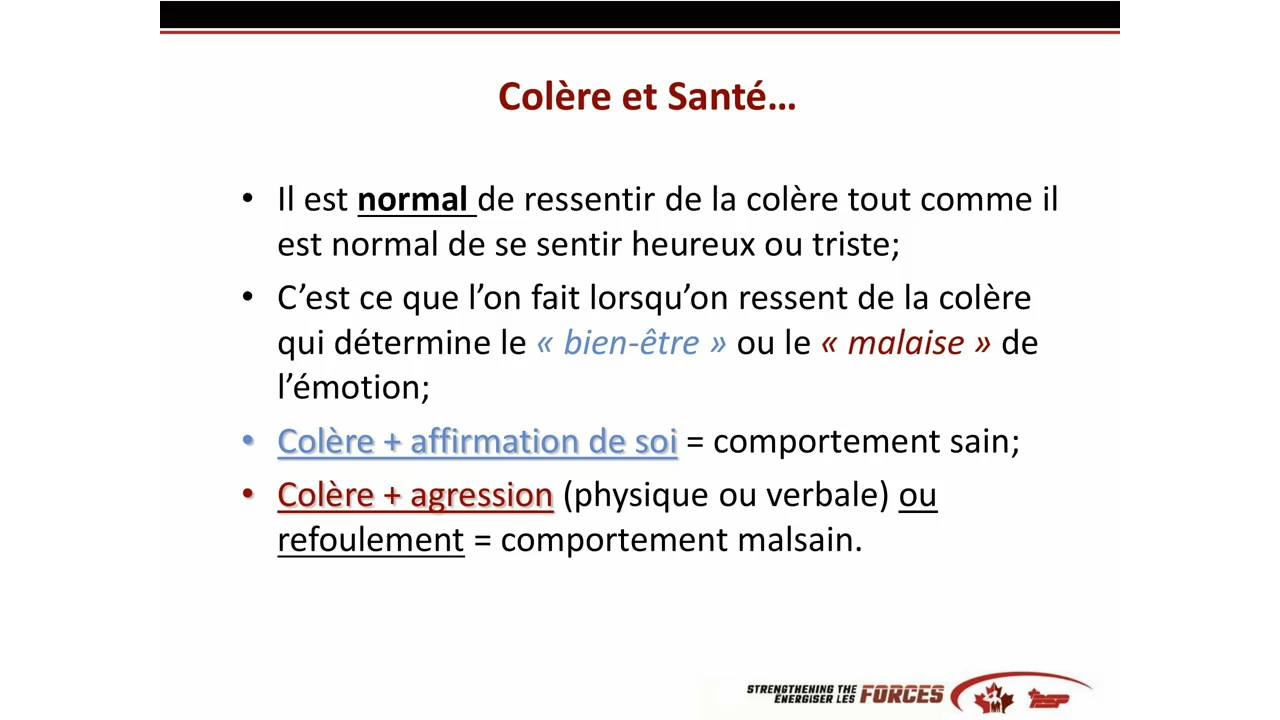 Colère et Santé...
• Il est normal de ressentir de la colère tout comme il
est normal de se sentir heureux ou triste;
• C’est ce que l’on fait lorsqu’on ressent de la colère
qui détermine le « bien-être » ou le « malaise » de
l’émotion;
• Colère + affirmation de soi = comportement sain;
• Colère + agression (physique ou verbale) ou
refoulement = comportement malsain.
STRENGTHENING THE
ENERGISER LES FORCES